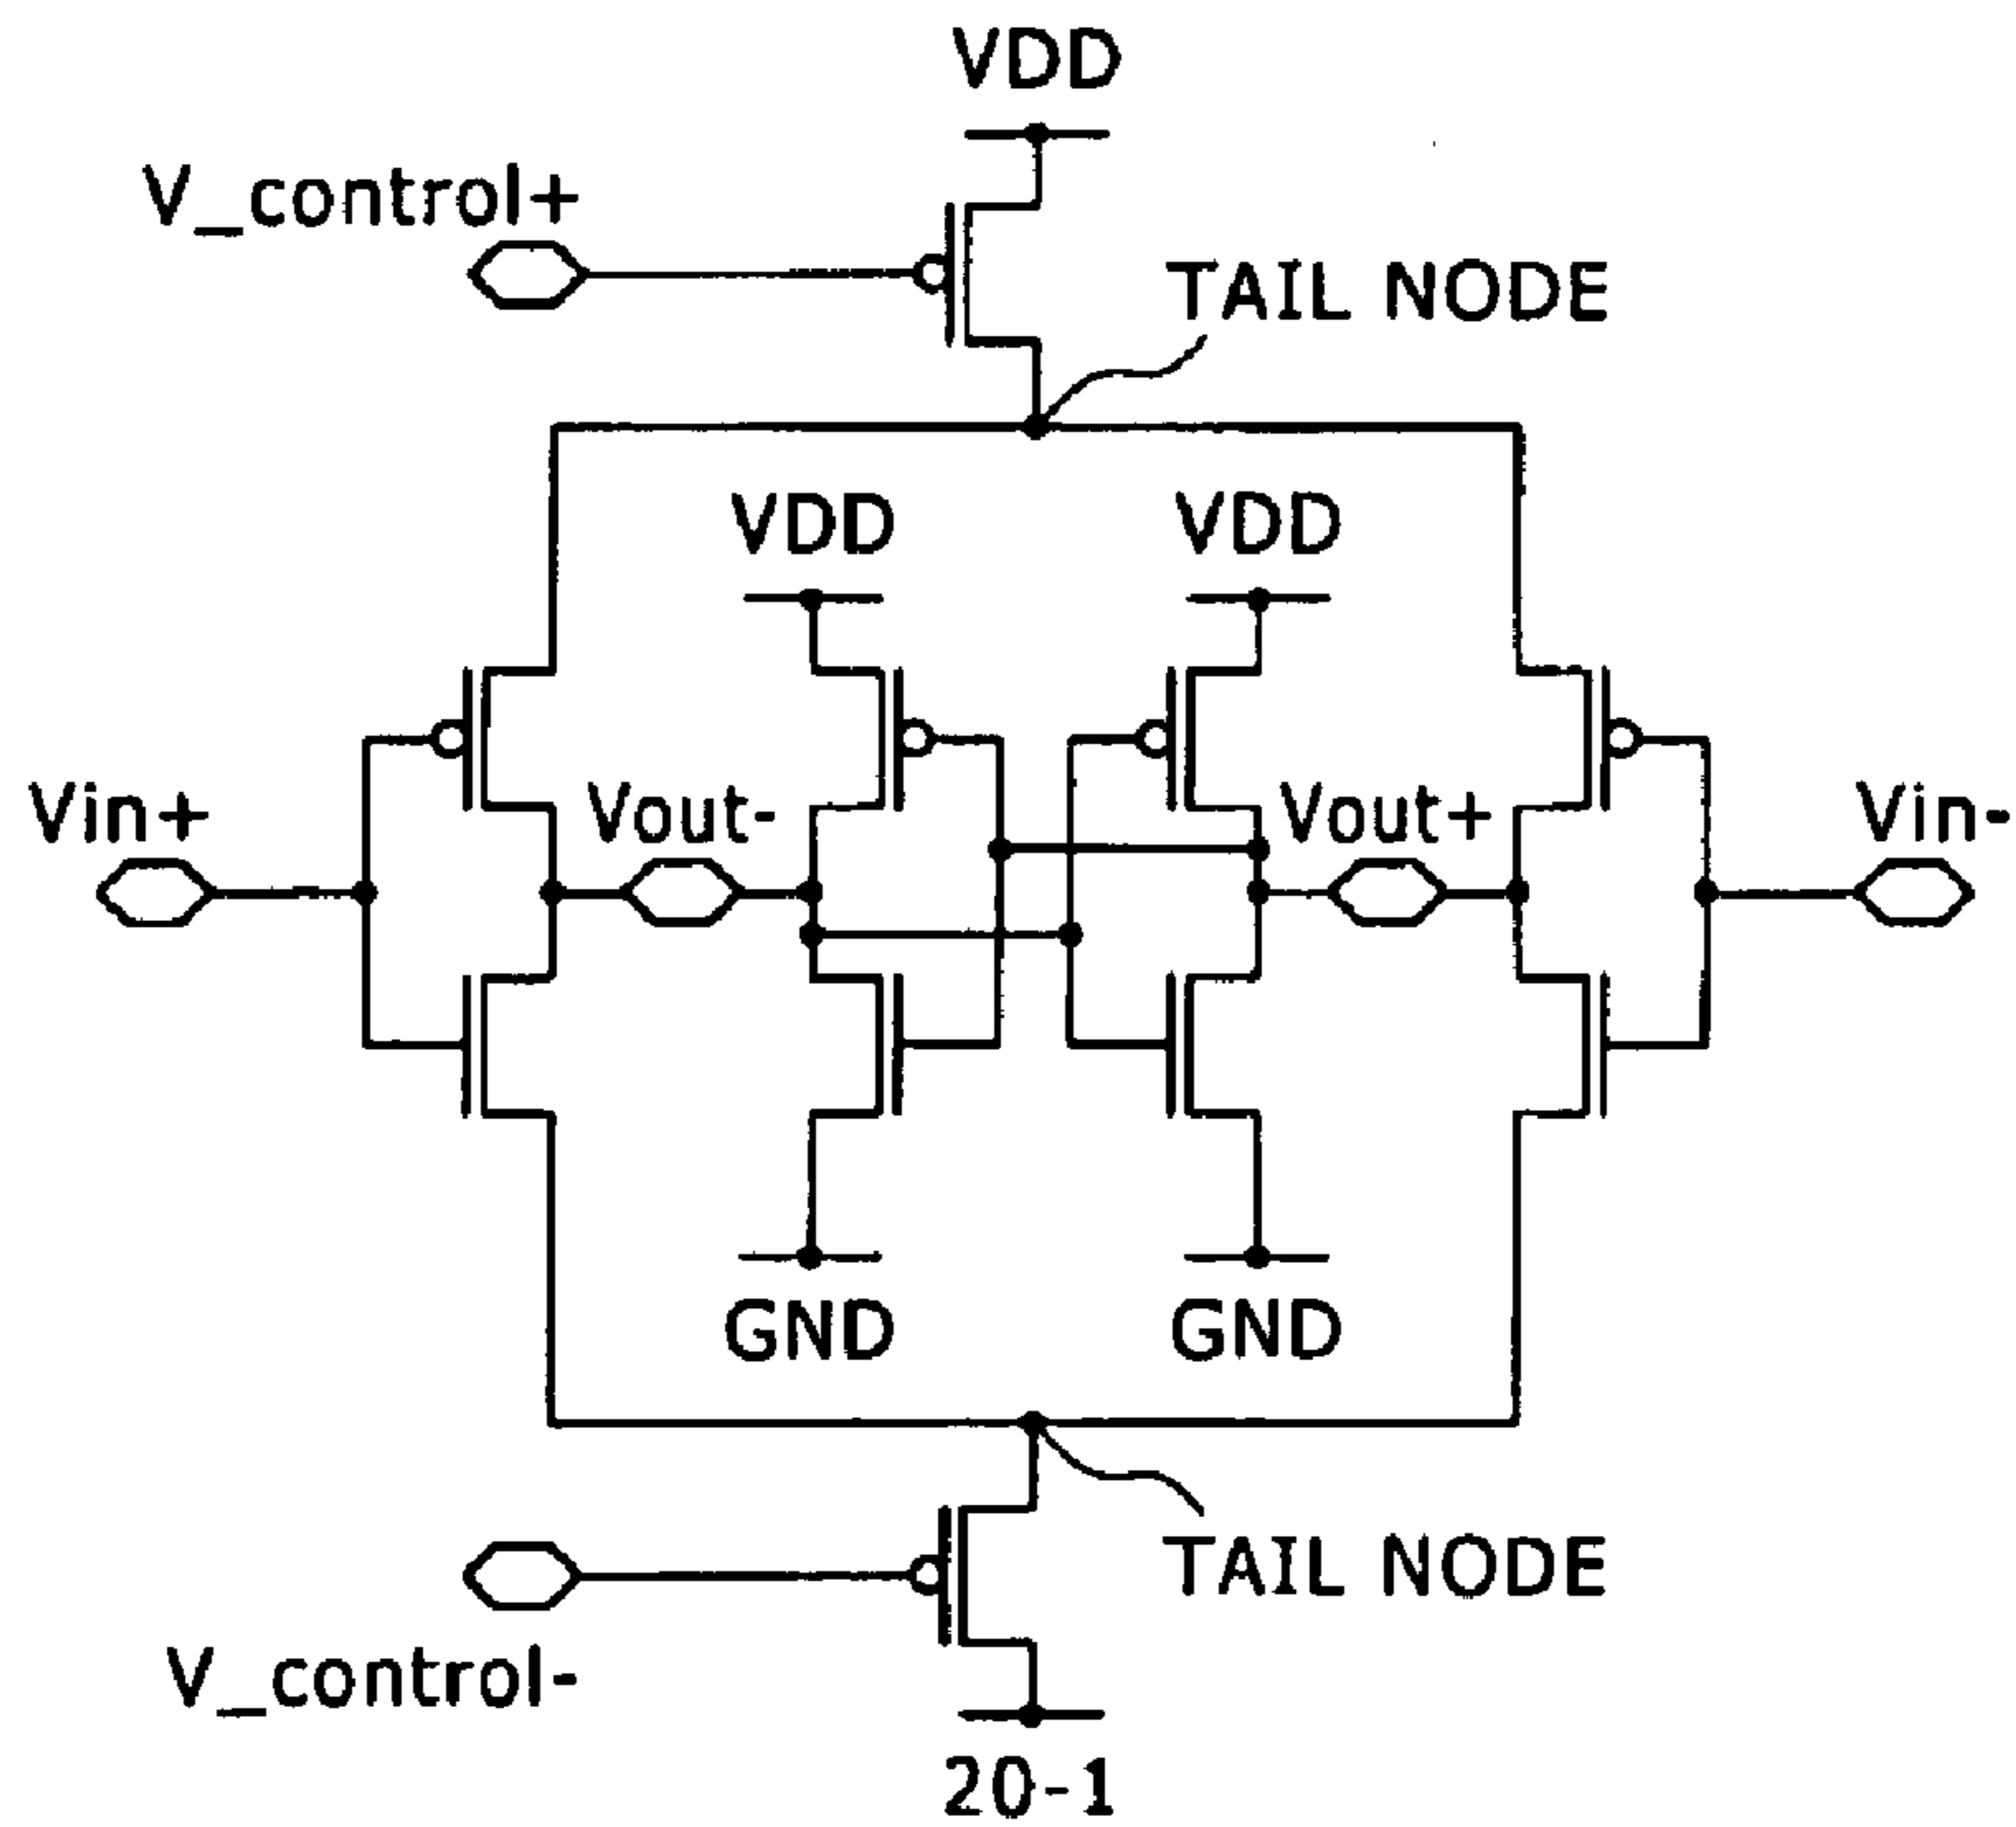 VDD
V_control+
TAIL NODE
VDD
VDD
Vin+
Vout-
Vout+
Vin-
GND
GND
TAIL NODE
V_control-
20-1